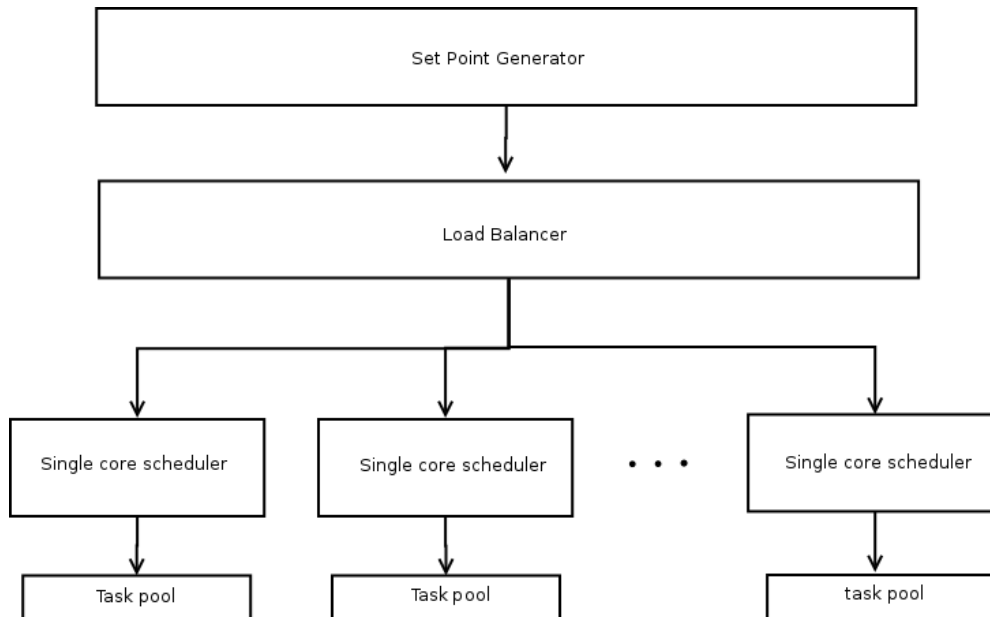 Set Point Generator
Load Balancer
Single core scheduler
Single core scheduler
. . .
Single core scheduler
Task pool
Task pool
task pool